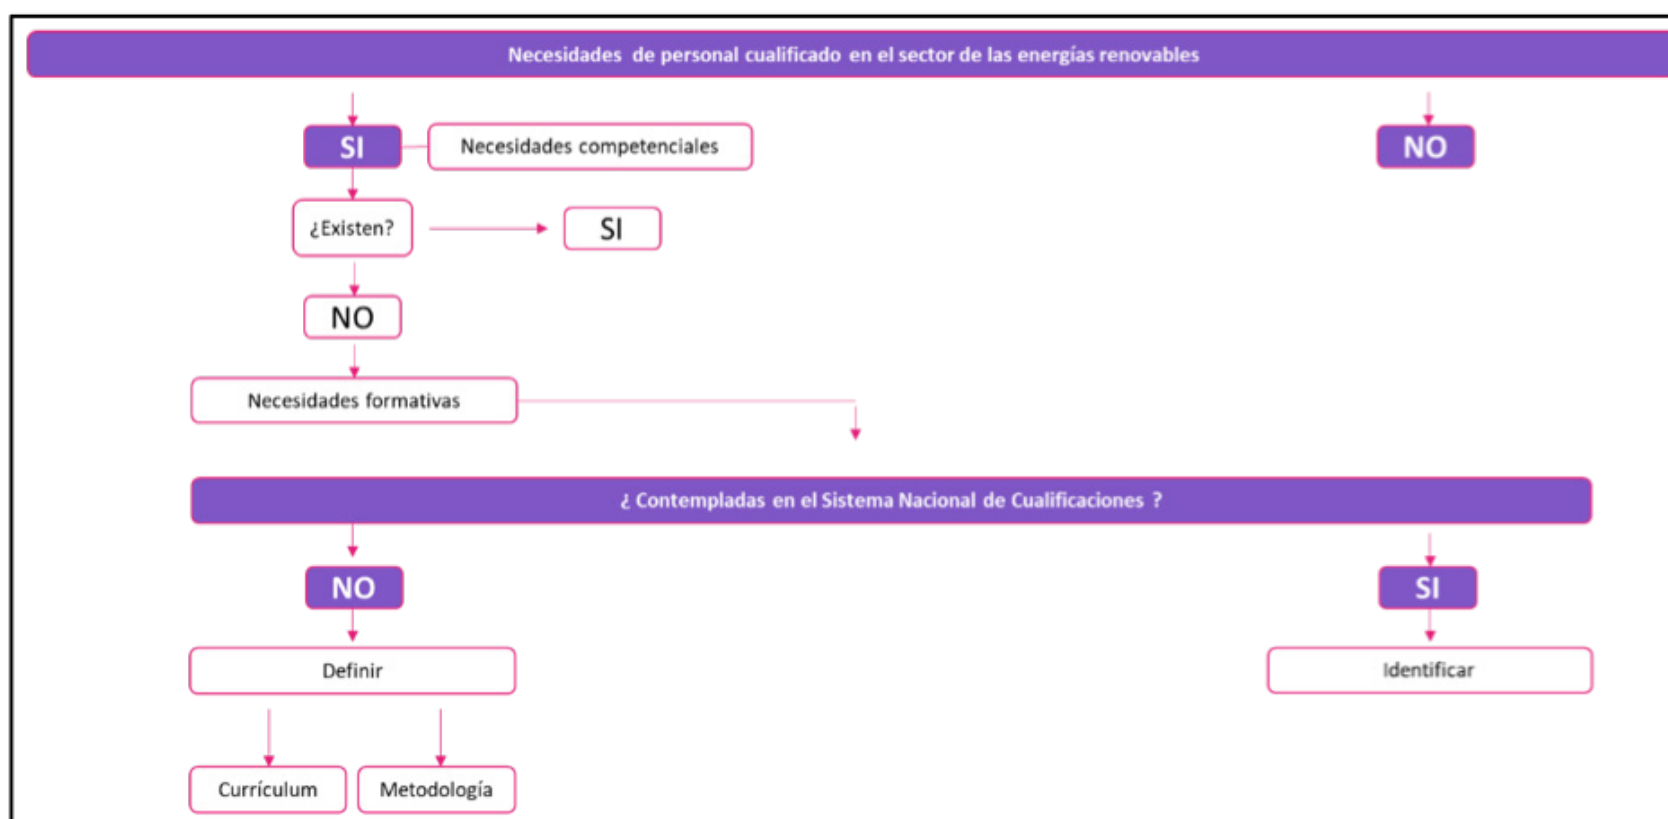 Necesidades de personal cualificado en el sector de las energías renovables
SI
Necesidades competenciales
NO
¿Existen?
SI
NO
Necesidades formativas
¿ Contempladas en el Sistema Nacional de Cualificaciones ?
NO
SI
Definir
Identificar
Currículum
Metodología